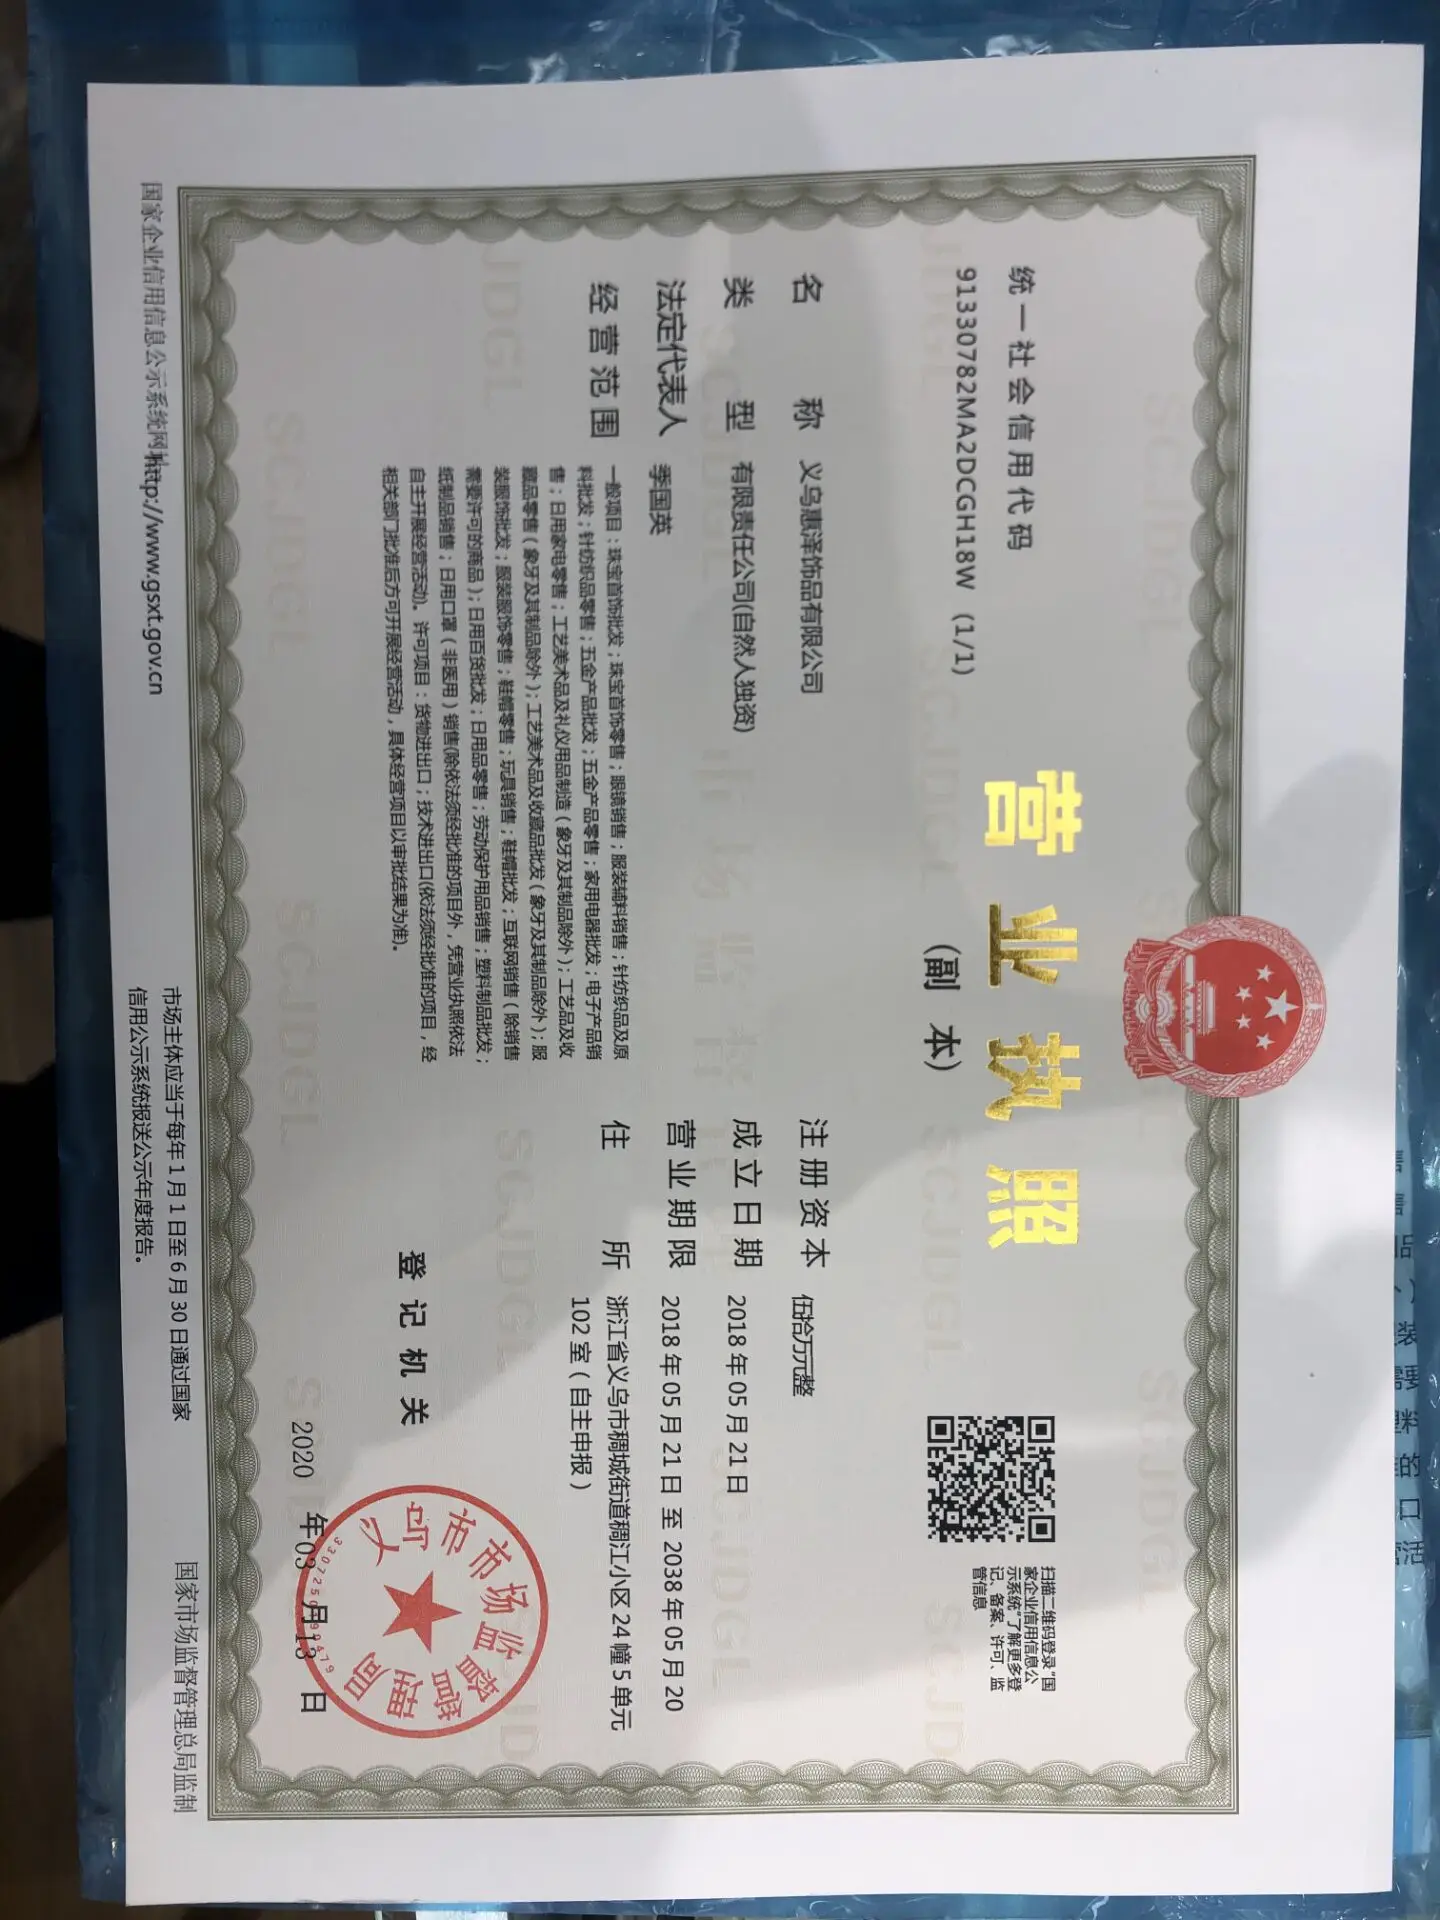 营业执照
（副 本）
统一社会信用代码
91330782MA2DCGH18W （1/1）
扫描二维码登录“国
家企业信用信息公
示系统”了解更多登
记、备案、许可、监
管信息
名 称 义乌惠泽饰品有限公司
类 型 有限责任公司(自然人独资)
法定代表人 季国英
经营范围 一般项目：珠宝首饰批发；珠宝首饰零售；眼镜销售；服装辅料销售；针纺织品及原
料批发；针纺织品零售；五金产品批发；五金产品零售；家用电器批发；电子产品销
售；日用家电零售；工艺美术品及礼仪用品制造（象牙及其制品除外）；工艺品及收
藏品零售（象牙及其制品除外）；工艺美术品及收藏品批发（象牙及其制品除外）；服
装服饰批发；服装服饰零售；鞋帽零售；玩具销售；鞋帽批发；互联网销售（除销售
需要许可的商品）；日用百货批发；日用品零售；劳动保护用品销售；塑料制品批发；
纸制品销售；日用口罩（非医用）销售(除依法须经批准的项目外，凭营业执照依法
自主开展经营活动)。许可项目：货物进出口；技术进出口(依法须经批准的项目，经
相关部门批准后方可开展经营活动，具体经营项目以审批结果为准)。
注册资本 伍拾万元整
成立日期 2018年05月21日
营业期限 2018年05月21日至 2038年05月20
住 所 浙江省义乌市稠城街道稠江小区24幢5单元
102室（自主申报）
登记机关
义乌市市场监督管理局
2020 年03 月13 日
国家企业信用信息公示系统网址：http://www.gsxt.gov.cn
市场主体应当于每年1月1日至6月30日通过国家
信用公示系统报送公示年度报告。
国家市场监督管理总局监制